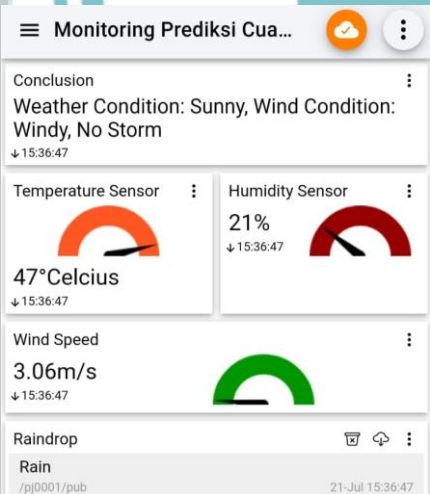 Monitoring Prediksi Cua...
Conclusion
Weather Condition: Sunny, Wind Condition:
Windy, No Storm
↓15:36:47
Temperature Sensor
47°Celcius
↓15:36:47
Humidity Sensor
21%
↓15:36:47
Wind Speed
3.06m/s
↓15:36:47
Raindrop
Rain
/pj0001/pub
21-Jul 15:36:47